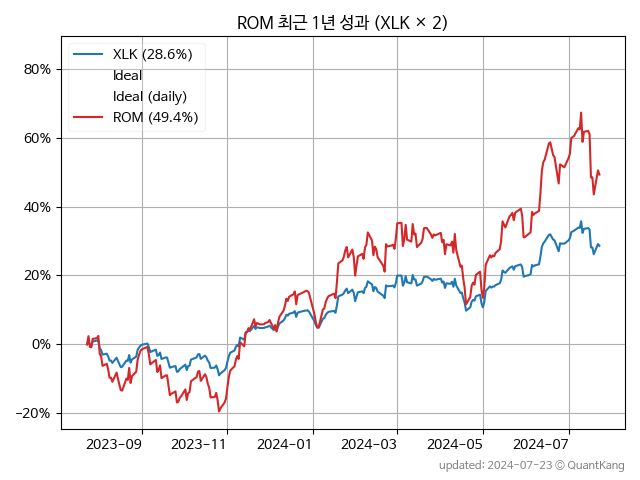 ROM 최근 1년 성과 (XLK × 2)
XLK (28.6%)
Ideal
Ideal (daily)
ROM (49.4%)
80%
60%
40%
20%
0%
−20%
2023−09
2023−11
2024−01
2024−03
2024−05
2024−07
updated: 2024-07-23 ⓒ QuantKang